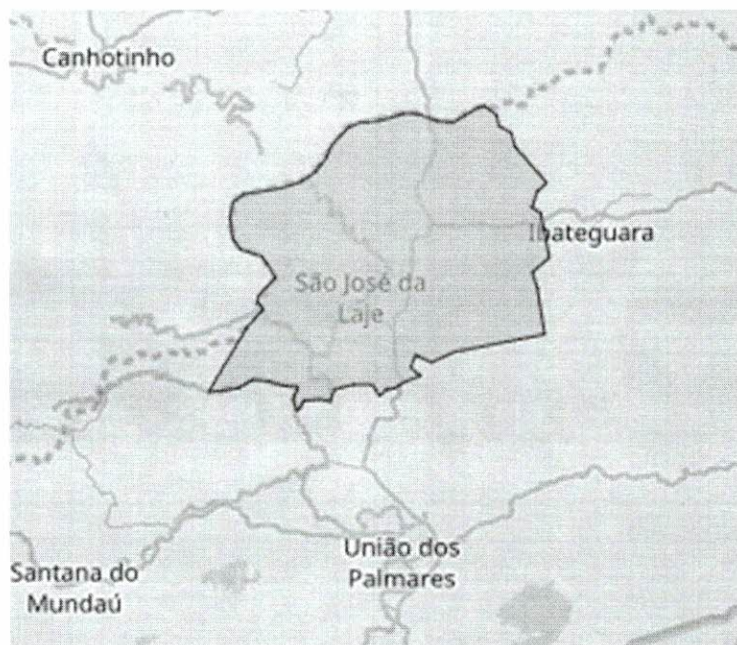 Canhotinho
Ibateguara
São José da
Laje
União dos
Palmares
Santana do
Mundaú